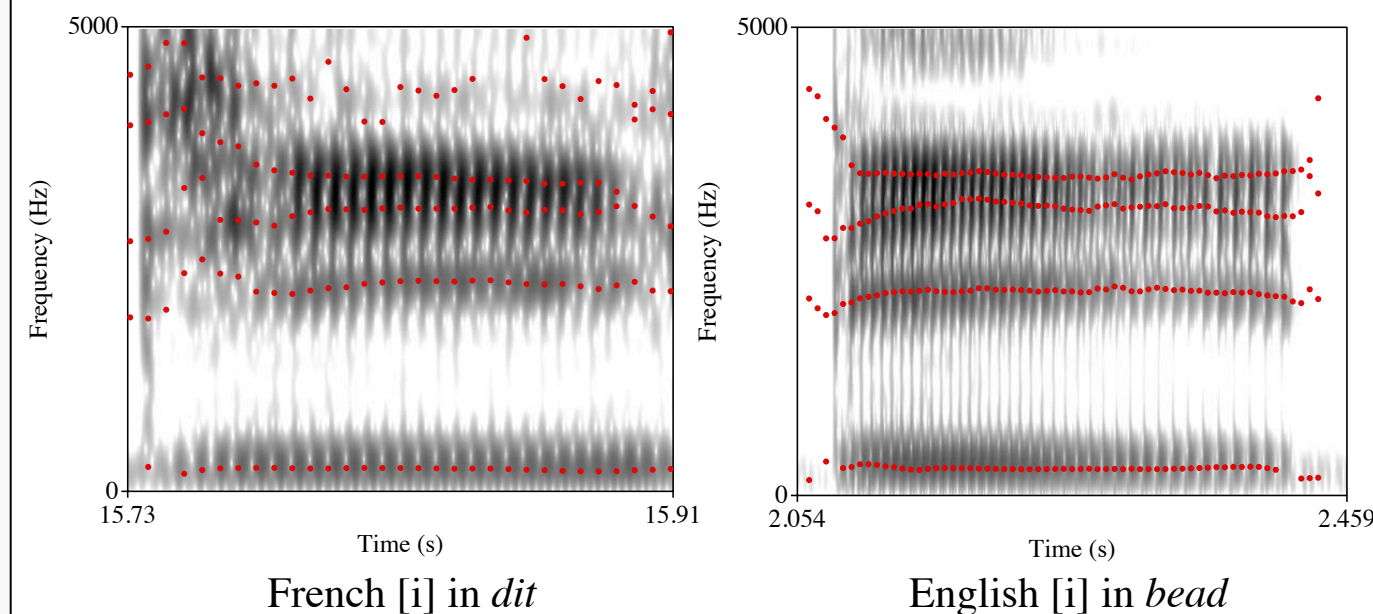 5000
Frequency (Hz)
0
15.73
15.91
Time (s)
French [i] in dit
5000
Frequency (Hz)
0
2.054
2.459
Time (s)
English [i] in bead